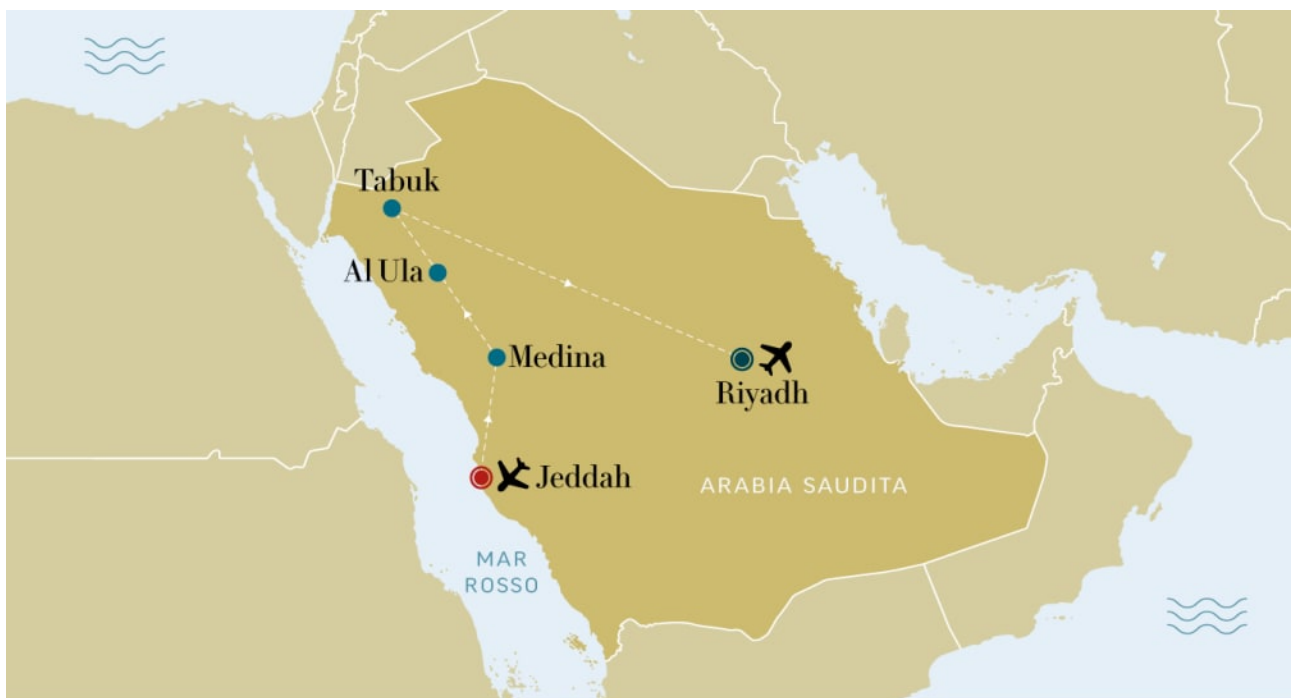 Tabuk
Al Ula
Medina
Riyadh
Jeddah
ARABIA SAUDITA
MAR
ROSSO